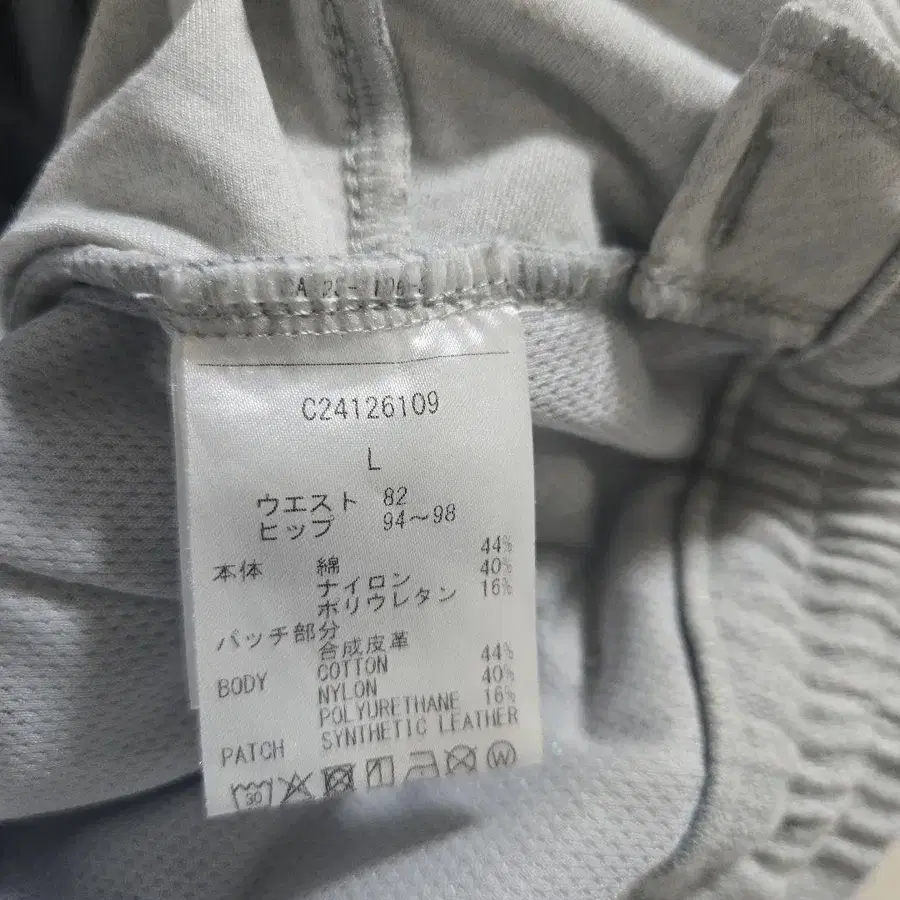 C24126109
L
ウエスト 82
ヒップ 94～98
本体 綿 44%
ナイロン 40%
ポリウレタン 16%
パッチ部分
合成皮革
BODY COTTON 44%
NYLON 40%
POLYURETHANE 16%
PATCH SYNTHETIC LEATHER
30 W